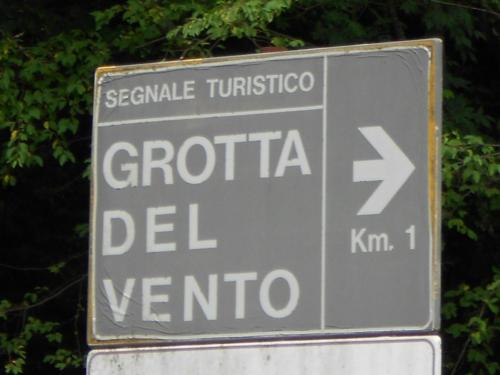 SEGNALE TURISTICO
GROTTA
DEL
VENTO
Km. 1